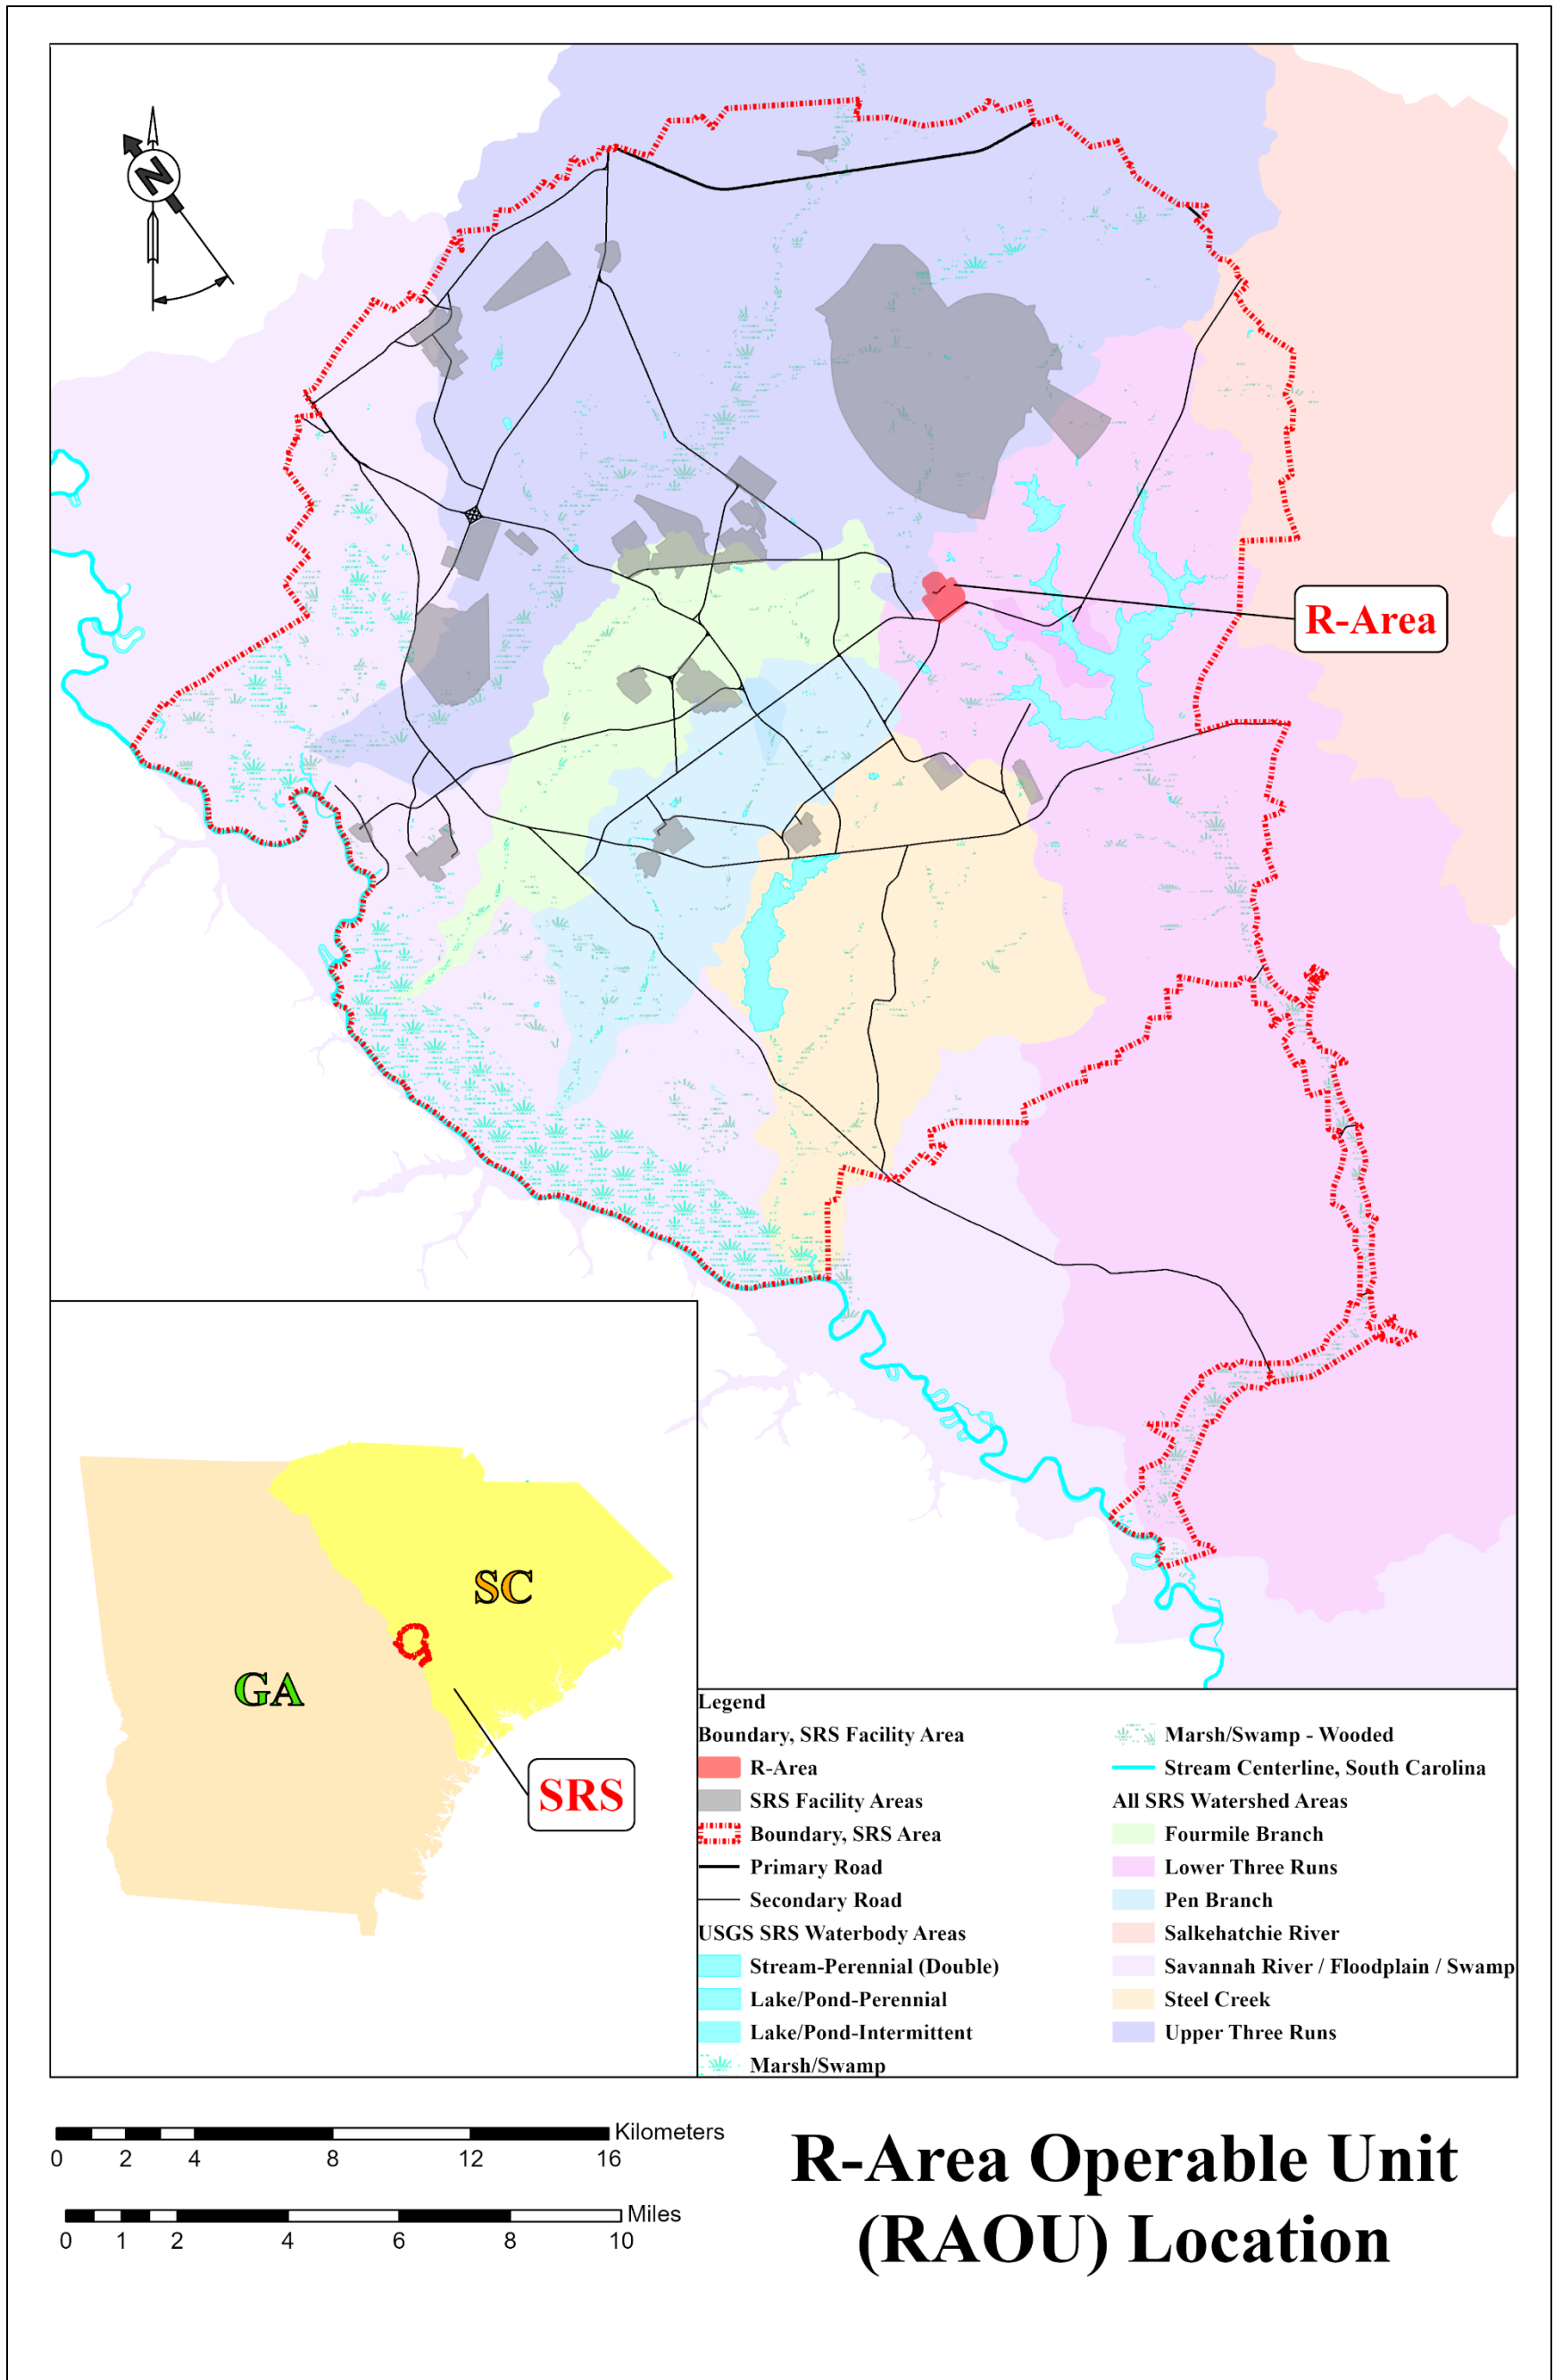 N
R-Area
SC
GA
SRS
Legend
Boundary, SRS Facility Area
R-Area
SRS Facility Areas
Boundary, SRS Area
Primary Road
Secondary Road
USGS SRS Waterbody Areas
Stream-Perennial (Double)
Lake/Pond-Perennial
Lake/Pond-Intermittent
Marsh/Swamp
Marsh/Swamp - Wooded
Stream Centerline, South Carolina
All SRS Watershed Areas
Fourmile Branch
Lower Three Runs
Pen Branch
Salkehatchie River
Savannah River / Floodplain / Swamp
Steel Creek
Upper Three Runs
Kilometers
0 2 4 8 12 16
Miles
0 1 2 4 6 8 10
R-Area Operable Unit
(RAOU) Location